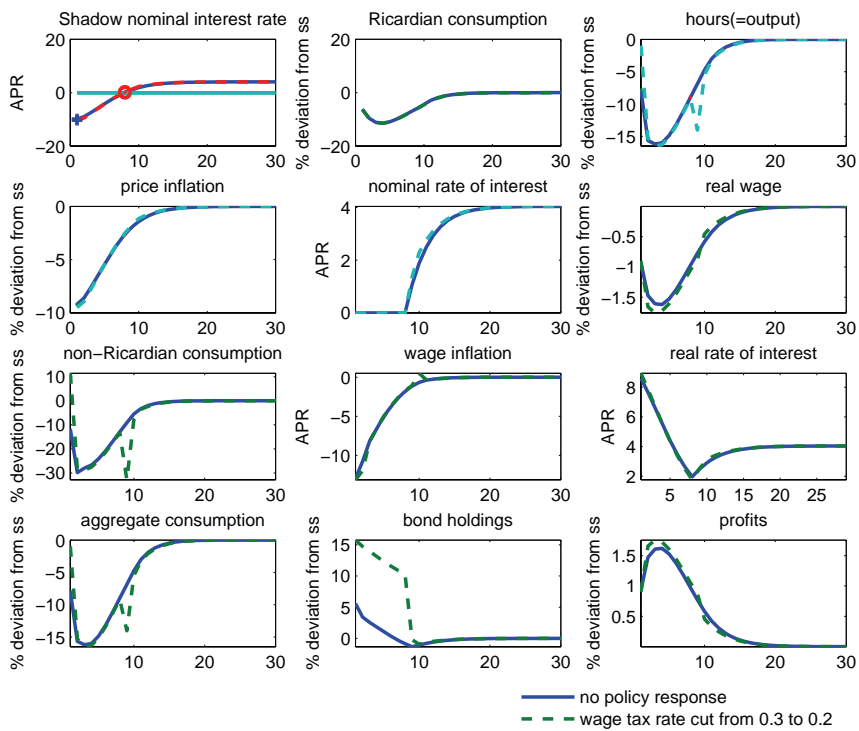 Shadow nominal interest rate
20
0
−20
APR
0 10 20 30
Ricardian consumption
20
0
−20
% deviation from ss
0 10 20 30
hours(=output)
0
−5
−10
−15
% deviation from ss
10 20 30
price inflation
0
−5
−10
% deviation from ss
0 10 20 30
nominal rate of interest
4
2
0
APR
10 20 30
real wage
−0.5
−1
−1.5
% deviation from ss
10 20 30
non−Ricardian consumption
10
0
−10
−20
−30
% deviation from ss
10 20 30
wage inflation
0
−5
−10
APR
10 20 30
real rate of interest
8
6
4
2
APR
5 10 15 20 25
aggregate consumption
0
−5
−10
−15
% deviation from ss
10 20 30
bond holdings
15
10
5
0
% deviation from ss
10 20 30
profits
1.5
1
0.5
% deviation from ss
10 20 30
no policy response
wage tax rate cut from 0.3 to 0.2